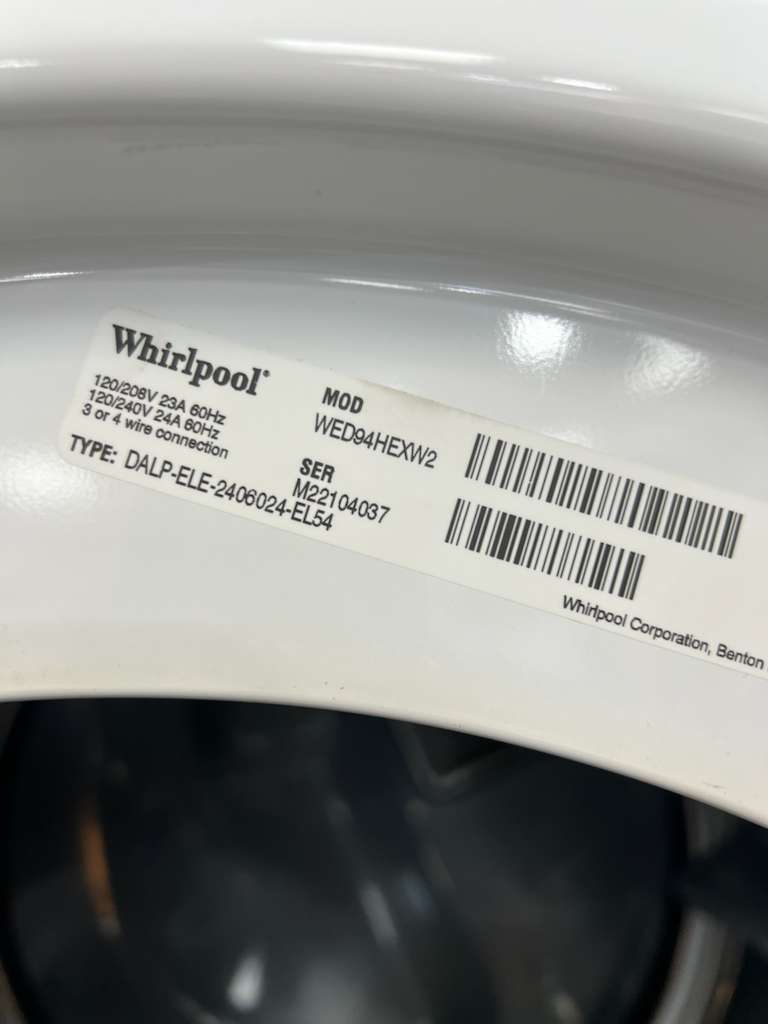 Whirlpool®
120/208V 23A 60Hz
120/240V 24A 60Hz
3 or 4 wire connection
TYPE: DALP-ELE-2406024-EL54
MOD
WED94HEXW2
SER
M22104037
Whirlpool Corporation, Benton